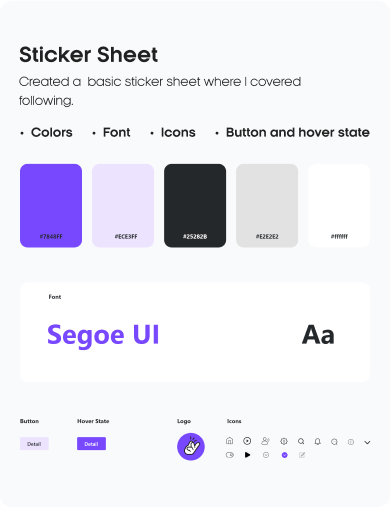 Sticker Sheet
Created a basic sticker sheet where I covered
following.
• Colors • Font • Icons • Button and hover state
#7848FF #ECE3FF #25282B #E2E2E2 #ffffff
Font
Segoe UI Aa
Button Hover State Logo Icons
Detail Detail